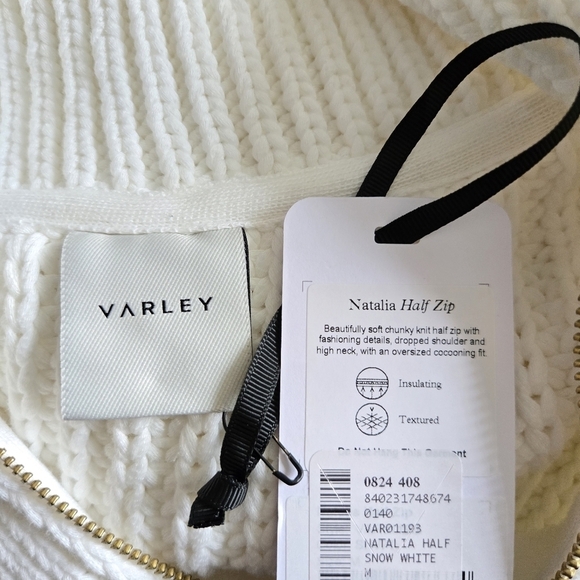 VARLEY
Natalia Half Zip
Beautifully soft chunky knit half zip with
fashioning details, dropped shoulder and
high neck, with an oversized cocooning fit.
Insulating
Textured
0824 408
840231748674
0140
VAR01193
NATALIA HALF
SNOW WHITE
M